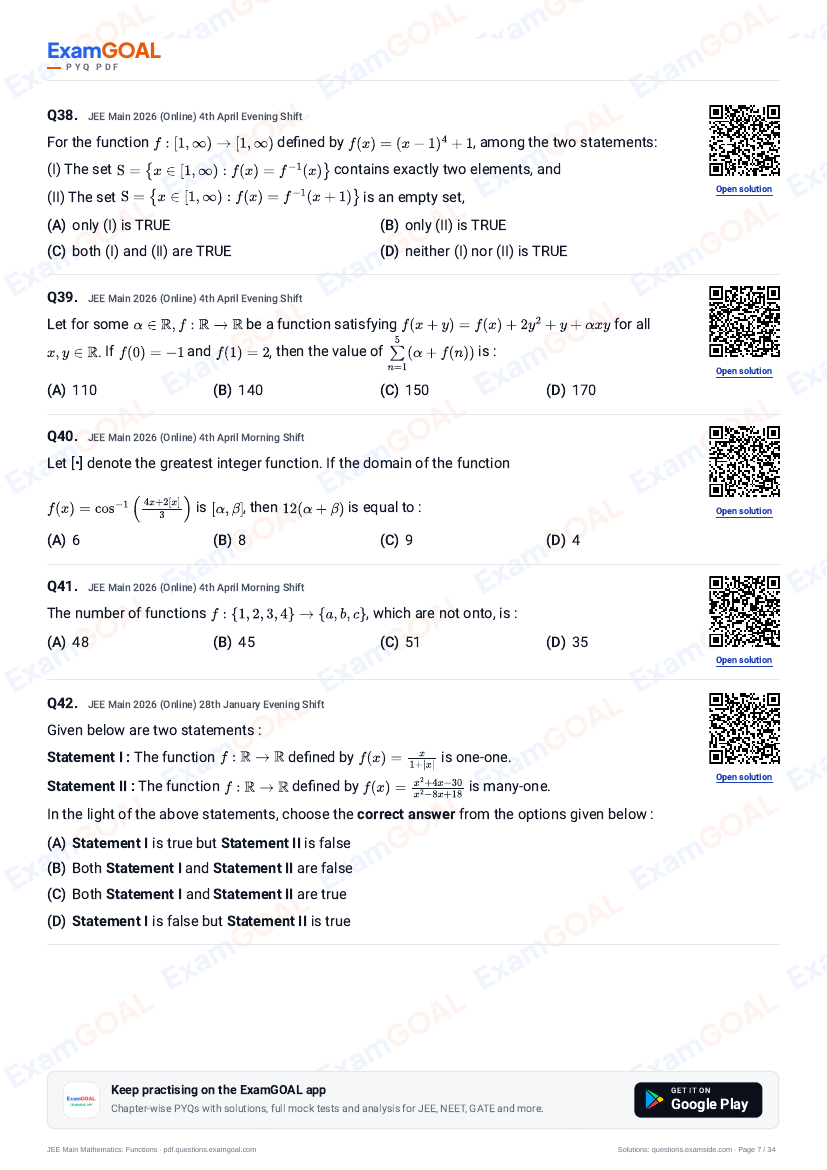 ExamGOAL
PYQ PDF
Q38. JEE Main 2026 (Online) 4th April Evening Shift
For the function f : [1, ∞) → [1, ∞) defined by f(x) = (x − 1)⁴ + 1, among the two statements:
(I) The set S = {x ∈ [1, ∞) : f(x) = f⁻¹(x)} contains exactly two elements, and
(II) The set S = {x ∈ [1, ∞) : f(x) = f⁻¹(x + 1)} is an empty set,
(A) only (I) is TRUE (B) only (II) is TRUE
(C) both (I) and (II) are TRUE (D) neither (I) nor (II) is TRUE
Open solution
Q39. JEE Main 2026 (Online) 4th April Evening Shift
Let for some α ∈ ℝ, f : ℝ → ℝ be a function satisfying f(x + y) = f(x) + 2y² + y + αxy for all
x, y ∈ ℝ. If f(0) = −1 and f(1) = 2, then the value of ∑_{n=1}^{5} (α + f(n)) is :
(A) 110 (B) 140 (C) 150 (D) 170
Open solution
Q40. JEE Main 2026 (Online) 4th April Morning Shift
Let [•] denote the greatest integer function. If the domain of the function
f(x) = cos⁻¹ ((4x+2[x])/3) is [α, β], then 12(α + β) is equal to :
(A) 6 (B) 8 (C) 9 (D) 4
Open solution
Q41. JEE Main 2026 (Online) 4th April Morning Shift
The number of functions f : {1, 2, 3, 4} → {a, b, c}, which are not onto, is :
(A) 48 (B) 45 (C) 51 (D) 35
Open solution
Q42. JEE Main 2026 (Online) 28th January Evening Shift
Given below are two statements :
Statement I : The function f : ℝ → ℝ defined by f(x) = x/(1+|x|) is one-one.
Statement II : The function f : ℝ → ℝ defined by f(x) = (x²+4x−30)/(x²−8x+18) is many-one.
In the light of the above statements, choose the correct answer from the options given below :
(A) Statement I is true but Statement II is false
(B) Both Statement I and Statement II are false
(C) Both Statement I and Statement II are true
(D) Statement I is false but Statement II is true
Open solution
Keep practising on the ExamGOAL app
Chapter-wise PYQs with solutions, full mock tests and analysis for JEE, NEET, GATE and more.
ExamGOAL
GET IT ON
Google Play
JEE Main Mathematics: Functions · pdf.questions.examgoal.com
Solutions: questions.examside.com · Page 7 / 34